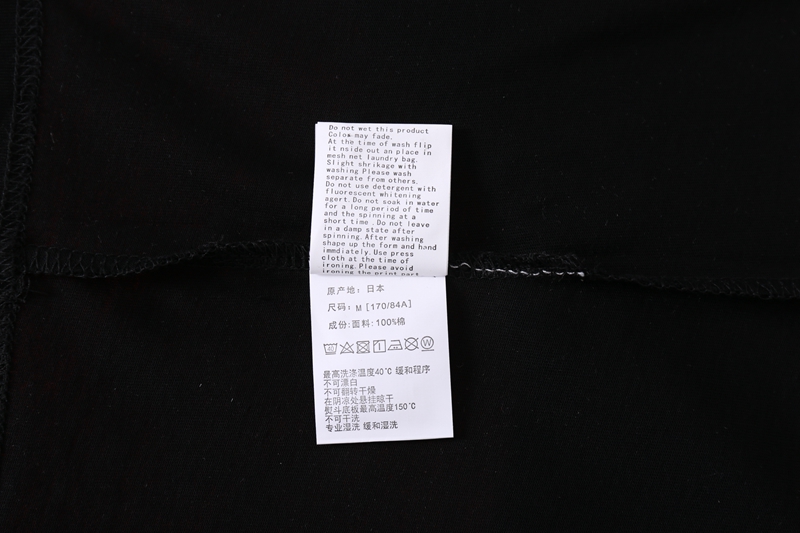 Do not wet this product
Color may fade.
At the time of wash flip
it nside out an place in
mesh net laundry bag.
Slight shrikage with
washing Please wash
separate from others.
Do not use detergent with
fluorescent whitening
agert. Do not soak in water
for a long period of time
and the spinning at a
short time. Do not leave
in a damp state after
spinning. After washing
shape up the form and hand
immediately. Use press
cloth at the time of
ironing. Please avoid
ironing the print part
原产地: 日本
尺码: M [170/84A]
成份: 面料: 100%棉
40 W
最高洗涤温度40℃ 缓和程序
不可漂白
不可翻转干燥
在阴凉处悬挂晾干
熨斗底板最高温度150℃
不可干洗
专业湿洗 缓和湿洗